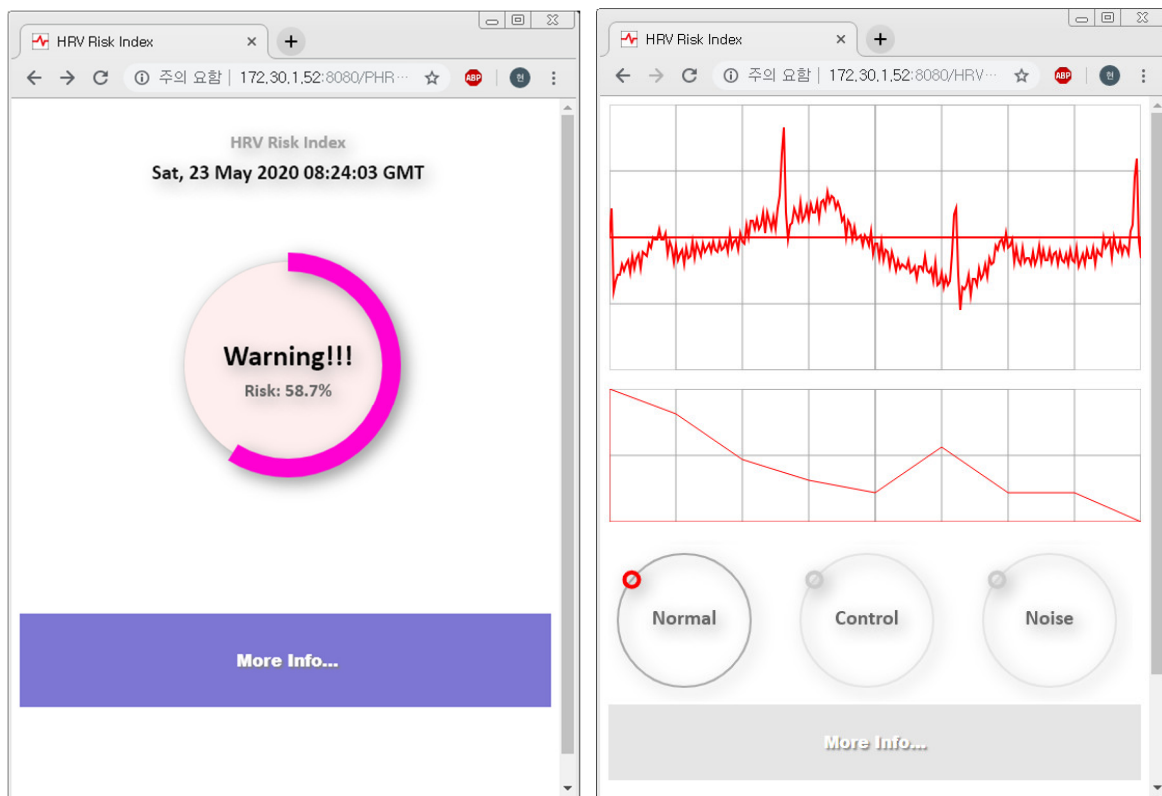 HRV Risk Index
주의 요함 | 172.30.1.52:8080/PHR…
ABP
현
HRV Risk Index
Sat, 23 May 2020 08:24:03 GMT
Warning!!!
Risk: 58.7%
More Info...
HRV Risk Index
주의 요함 | 172.30.1.52:8080/HRV…
ABP
현
Normal
Control
Noise
More Info...